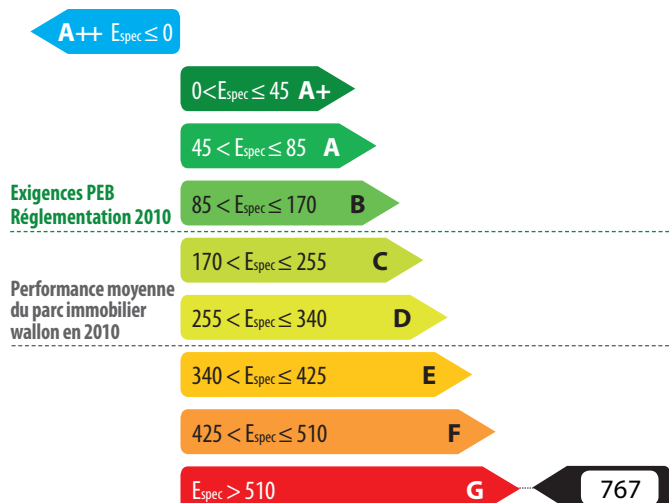 A++ Espec ≤ 0
0<Espec ≤ 45 A+
45 < Espec ≤ 85 A
Exigences PEB
Réglementation 2010
85 < Espec ≤ 170 B
170 < Espec ≤ 255 C
Performance moyenne
du parc immobilier
wallon en 2010
255 < Espec ≤ 340 D
340 < Espec ≤ 425 E
425 < Espec ≤ 510 F
Espec > 510 G 767